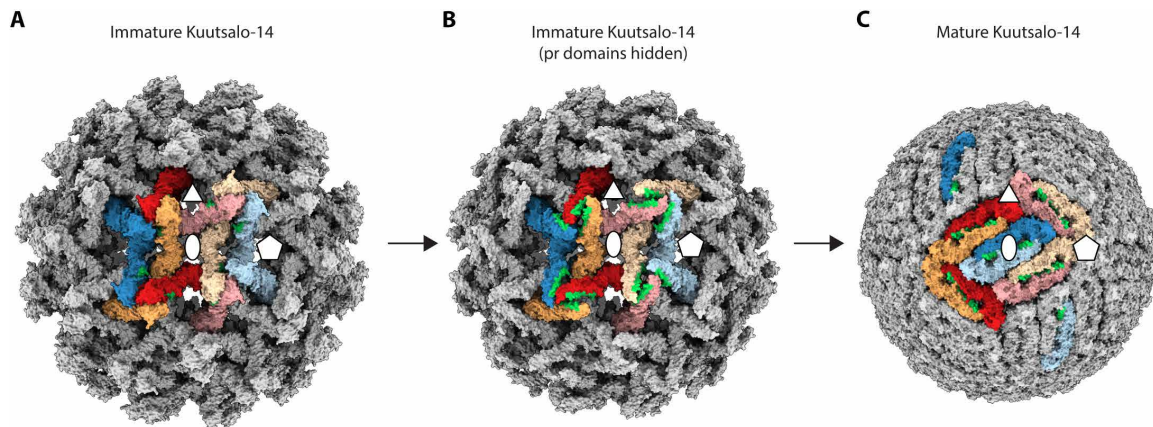 A
Immature Kuutsalo-14
B
Immature Kuutsalo-14
(pr domains hidden)
C
Mature Kuutsalo-14